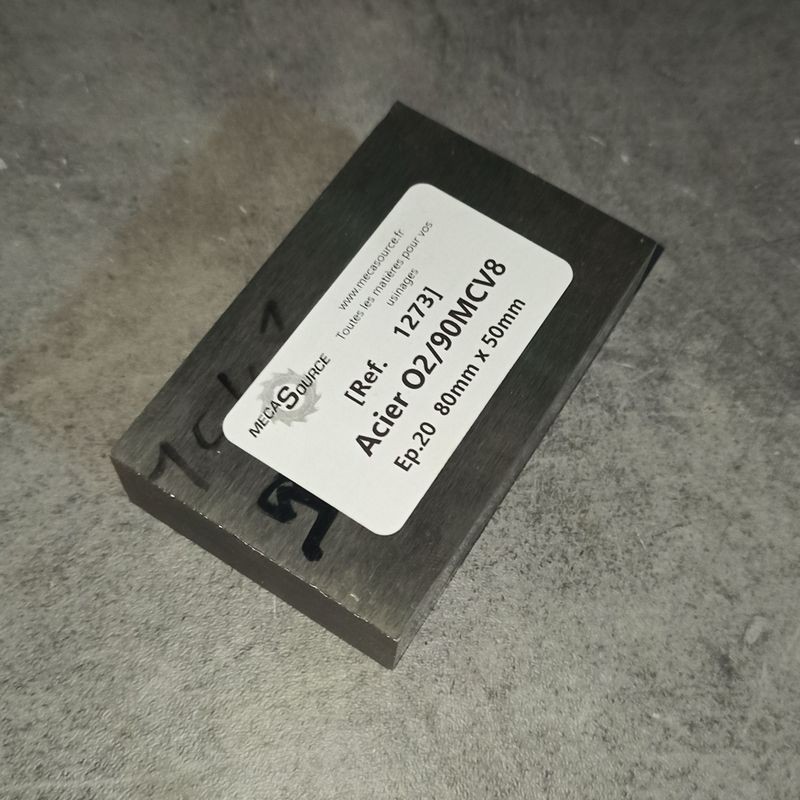 www.mecasource.fr
Toutes les matières pour vos
usinages
MECASOURCE
[Ref. 1273]
Acier O2/90MCV8
Ep.20 80mm x 50mm